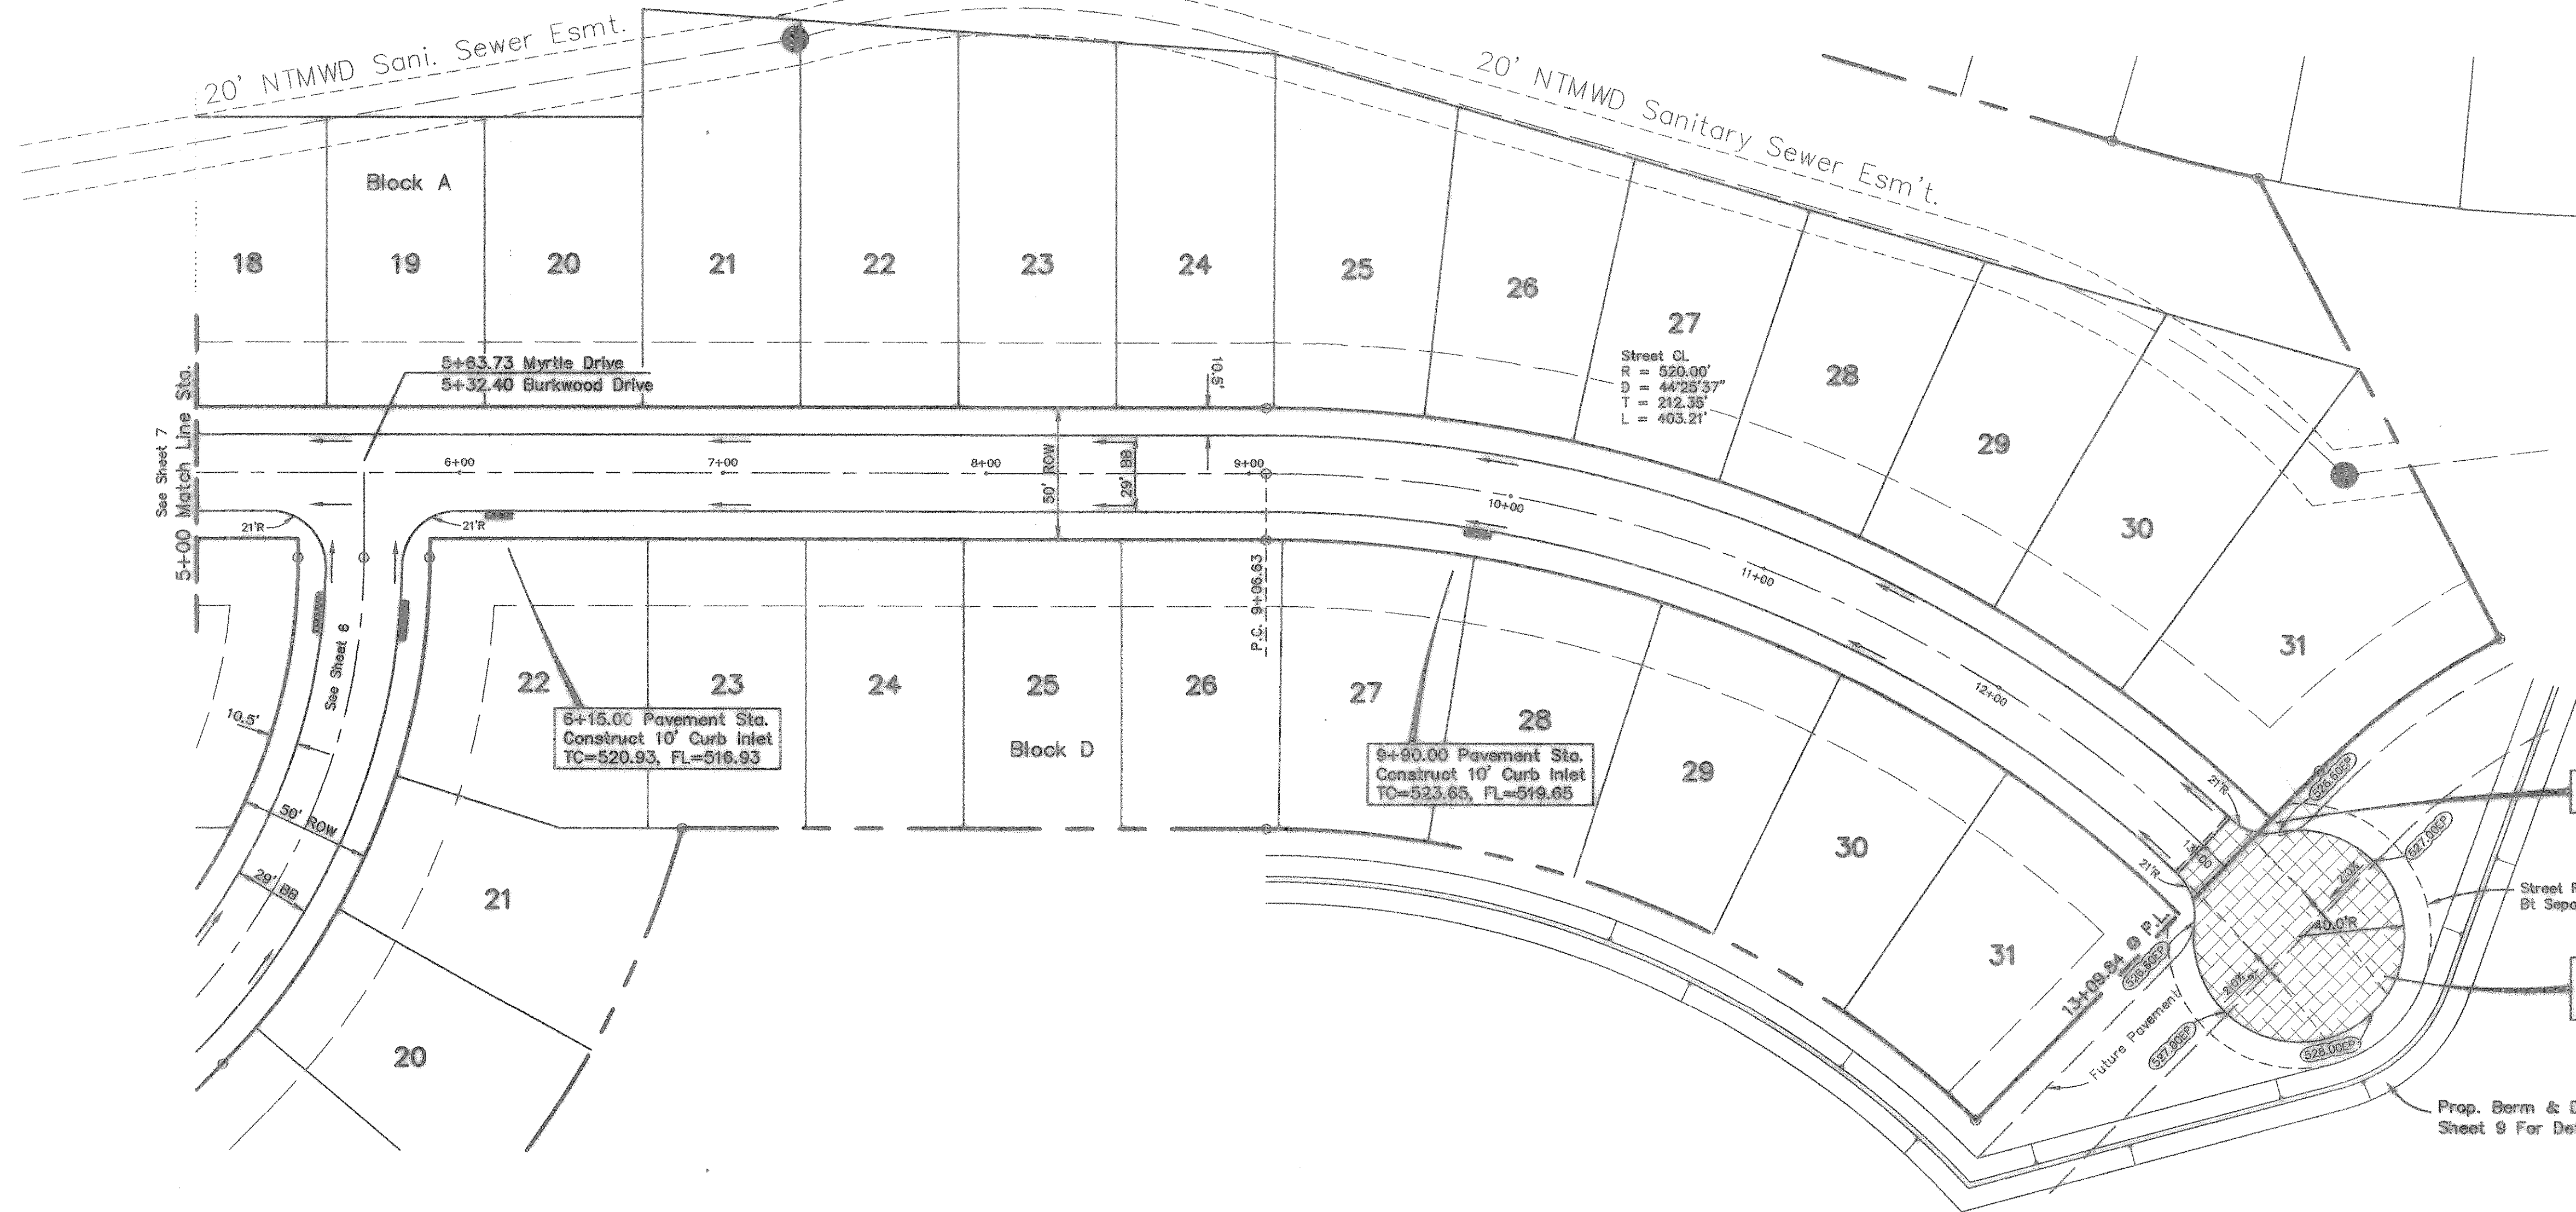 20' NTMWD Sani. Sewer Esmt.
20' NTMWD Sanitary Sewer Esm't.
Block A
18
19
20
21
22
23
24
25
26
27
28
29
30
31
Street CL
R = 520.00'
D = 44°25'37"
T = 212.35'
L = 403.21'
5+63.73 Myrtle Drive
5+32.40 Burkwood Drive
See Sheet 7
5+00 Match Line Sta.
10.5'
6+00
7+00
8+00
9+00
10+00
11+00
12+00
13+00
50' ROW
29' BB
21'R
21'R
P.C. 9+06.63
See Sheet 6
10.5'
50' ROW
29' BB
22
23
24
25
26
27
28
29
30
31
Block D
21
20
6+15.00 Pavement Sta.
Construct 10' Curb Inlet
TC=520.93, FL=516.93
9+90.00 Pavement Sta.
Construct 10' Curb Inlet
TC=523.65, FL=519.65
21'R
21'R
526.60EP
527.00EP
2.0%
40.0'R
2.0%
526.60EP
527.00EP
528.00EP
13+09.84 @ P.L.
Future Pavement
Street
Bt
Prop. Berm &
Sheet 9 For